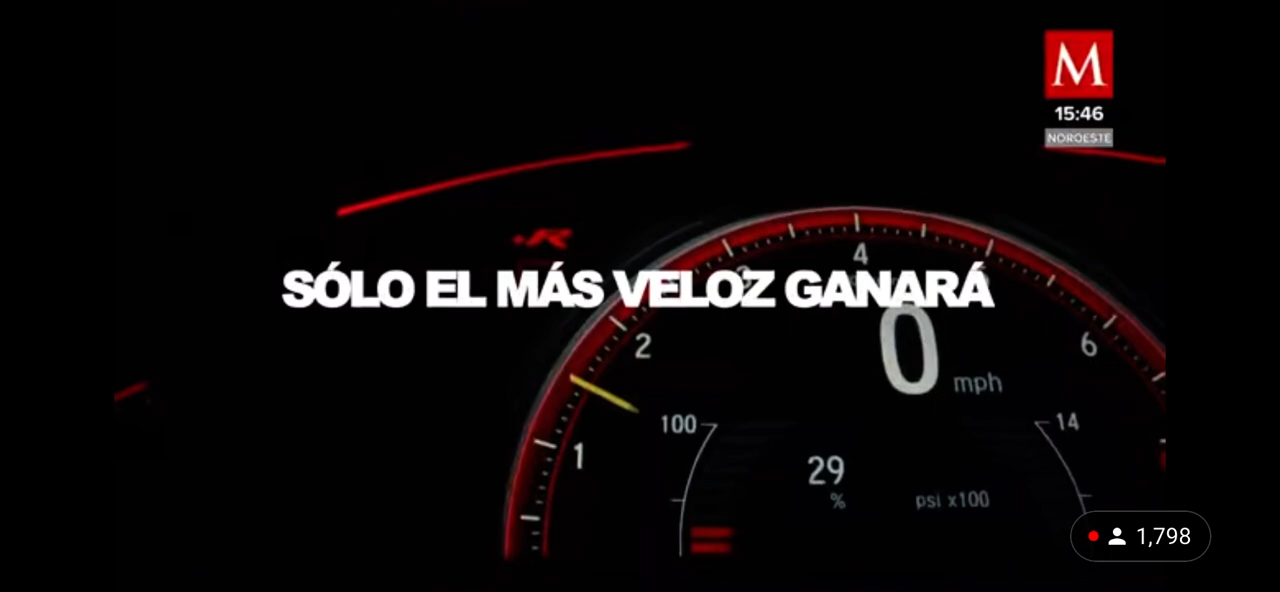 M
15:46
NOROESTE
+R
SÓLO EL MÁS VELOZ GANARÁ
4
2
6
0 mph
1
100
14
29
%
psi x100
1,798